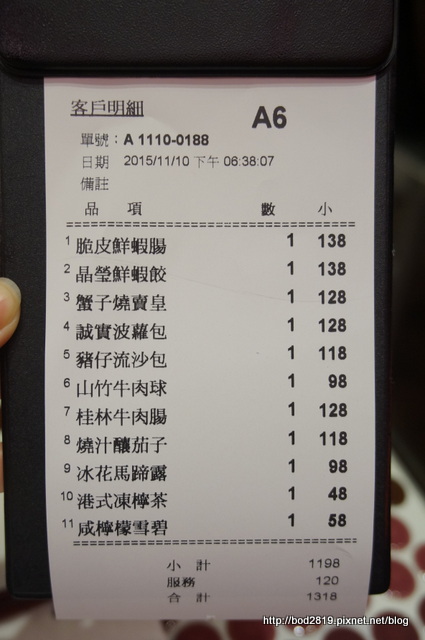 客戶明細
A6
單號：A 1110-0188
日期 2015/11/10 下午 06:38:07
備註
品 項 數 小
1 脆皮鮮蝦腸 1 138
2 晶瑩鮮蝦餃 1 138
3 蟹子燒賣皇 1 128
4 誠實波蘿包 1 128
5 豬仔流沙包 1 118
6 山竹牛肉球 1 98
7 桂林牛肉腸 1 128
8 燒汁釀茄子 1 118
9 冰花馬蹄露 1 98
10 港式凍檸茶 1 48
11 咸檸檬雪碧 1 58
小 計 1198
服務 120
合 計 1318
http://bod2819.pixnet.net/blog